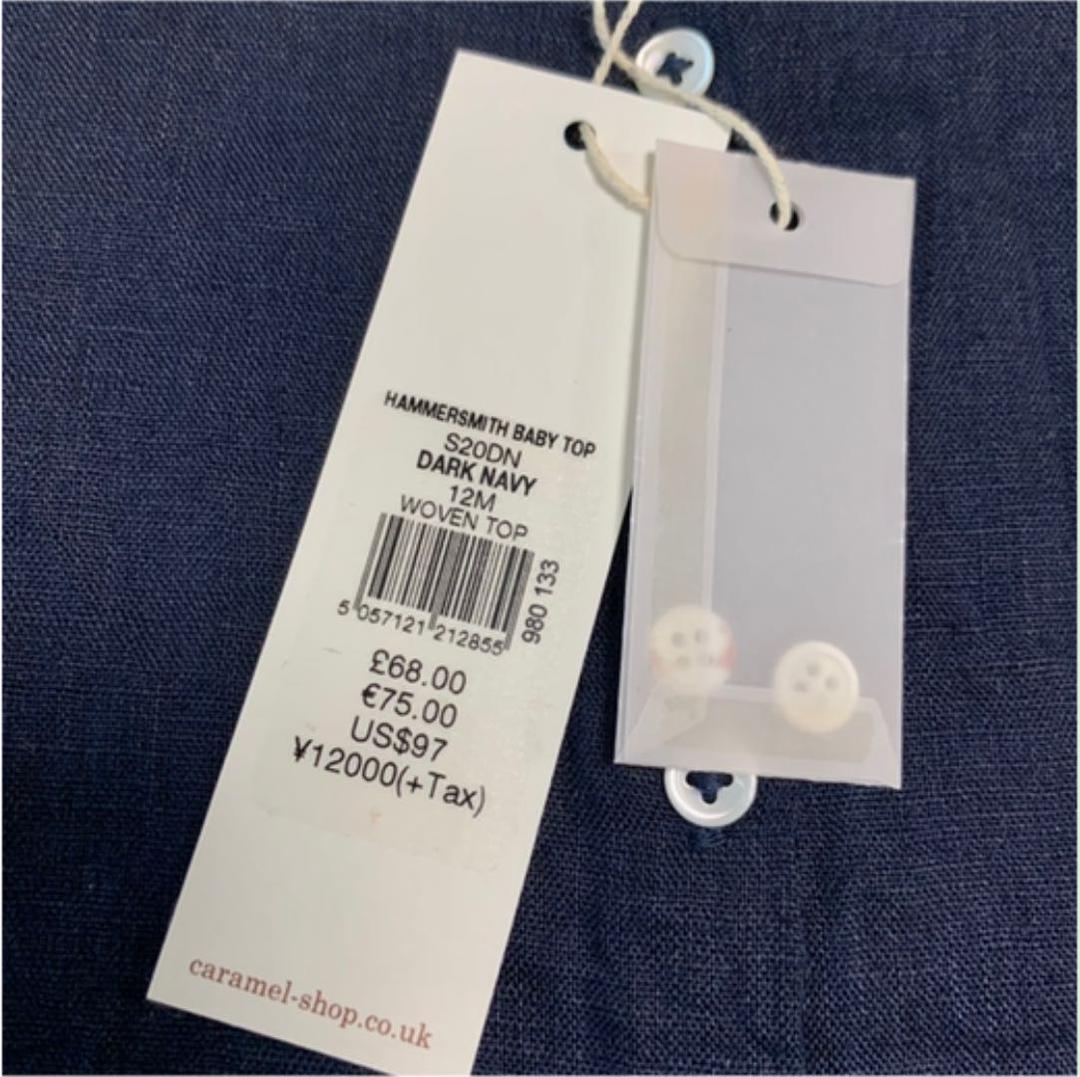 HAMMERSMITH BABY TOP
S20DN
DARK NAVY
12M
WOVEN TOP
980 133
5 057121 212855
£68.00
€75.00
US$97
¥12000(+Tax)
caramel-shop.co.uk